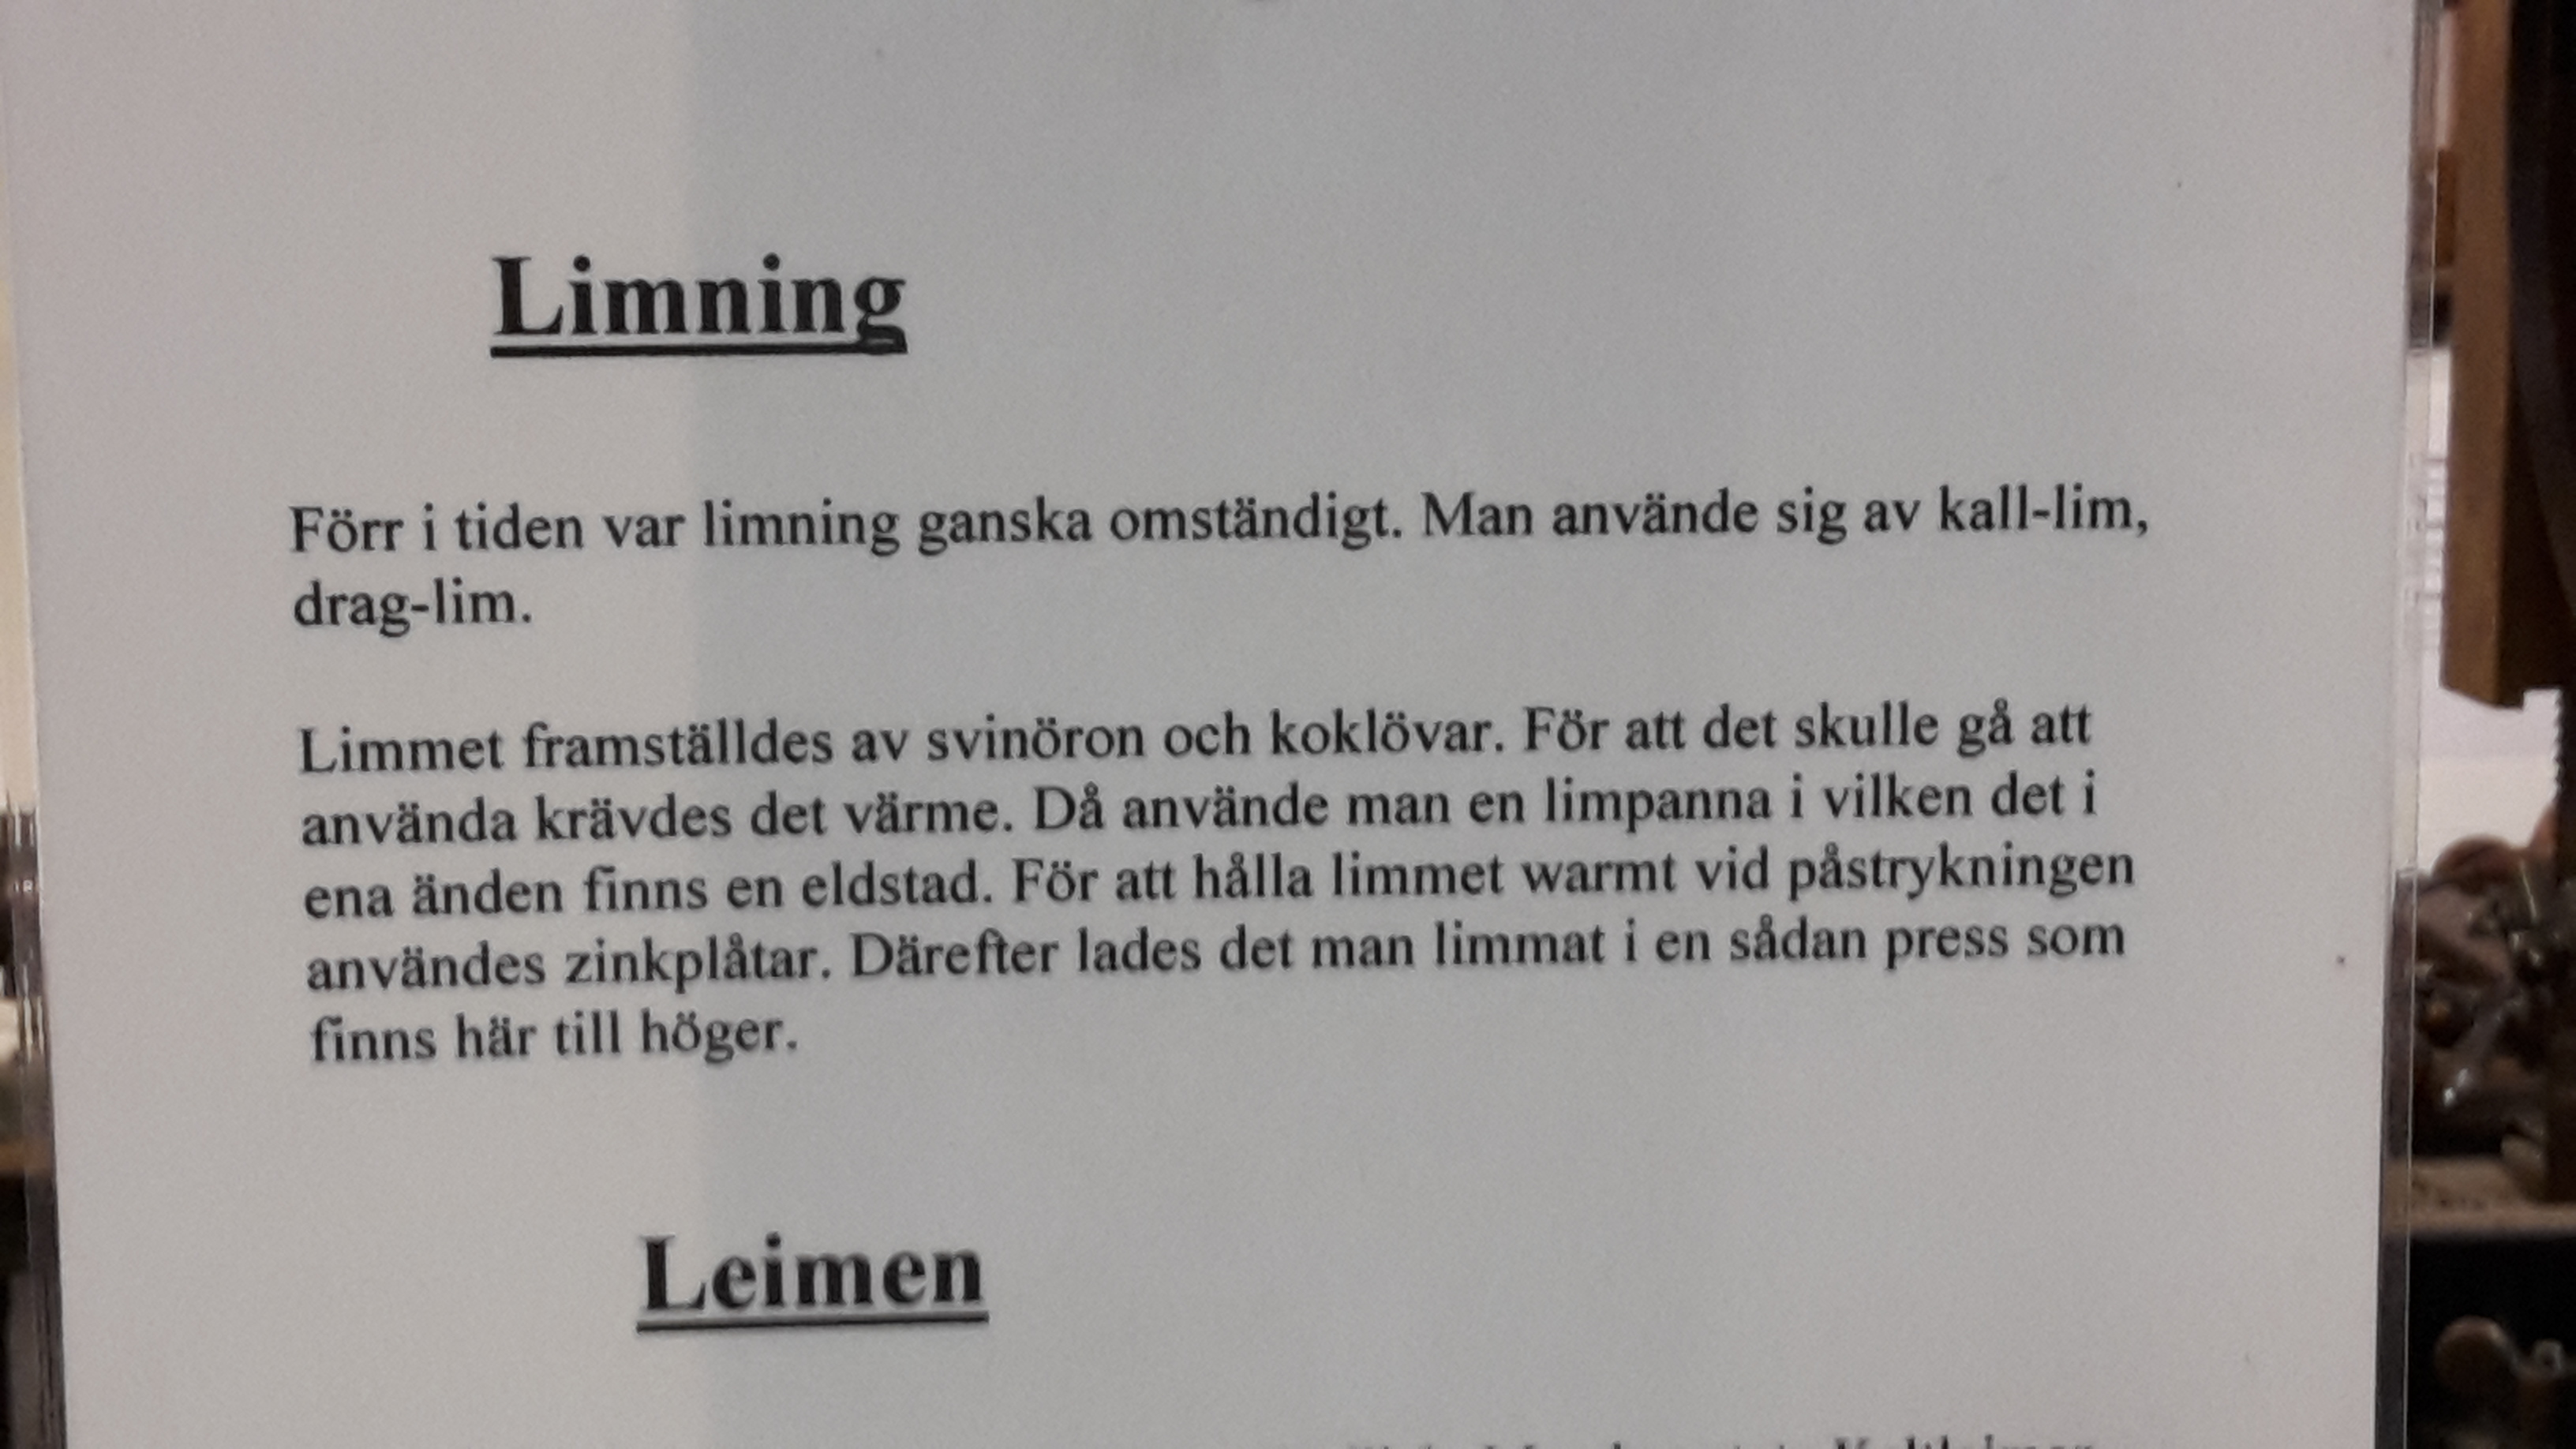 Limning
Förr i tiden var limning ganska omständigt. Man använde sig av kall-lim,
drag-lim.
Limmet framställdes av svinöron och koklövar. För att det skulle gå att
använda krävdes det värme. Då använde man en limpanna i vilken det i
ena änden finns en eldstad. För att hålla limmet warmt vid påstrykningen
användes zinkplåtar. Därefter lades det man limmat i en sådan press som
finns här till höger.
Leimen